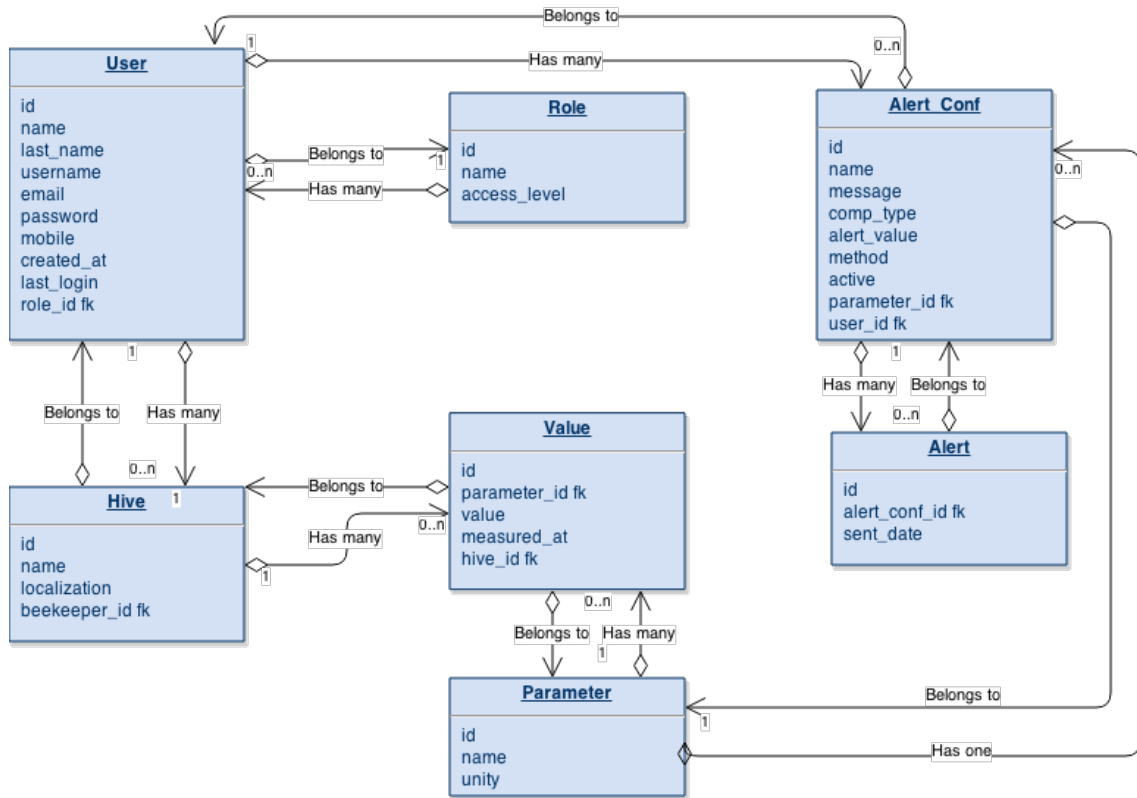 Belongs to
1
0..n
Has many
User
id
name
last_name
username
email
password
mobile
created_at
last_login
role_id fk
Role
id
name
access_level
Belongs to
0..n
1
Has many
Alert_Conf
id
name
message
comp_type
alert_value
method
active
parameter_id fk
user_id fk
0..n
1
1
Belongs to
Has many
0..n
1
Has many
Belongs to
0..n
Alert
id
alert_conf_id fk
sent_date
Value
id
parameter_id fk
value
measured_at
hive_id fk
Belongs to
0..n
Has many
1
Hive
id
name
localization
beekeeper_id fk
0..n
Belongs to
Has many
1
Parameter
id
name
unity
Belongs to
1
Has one